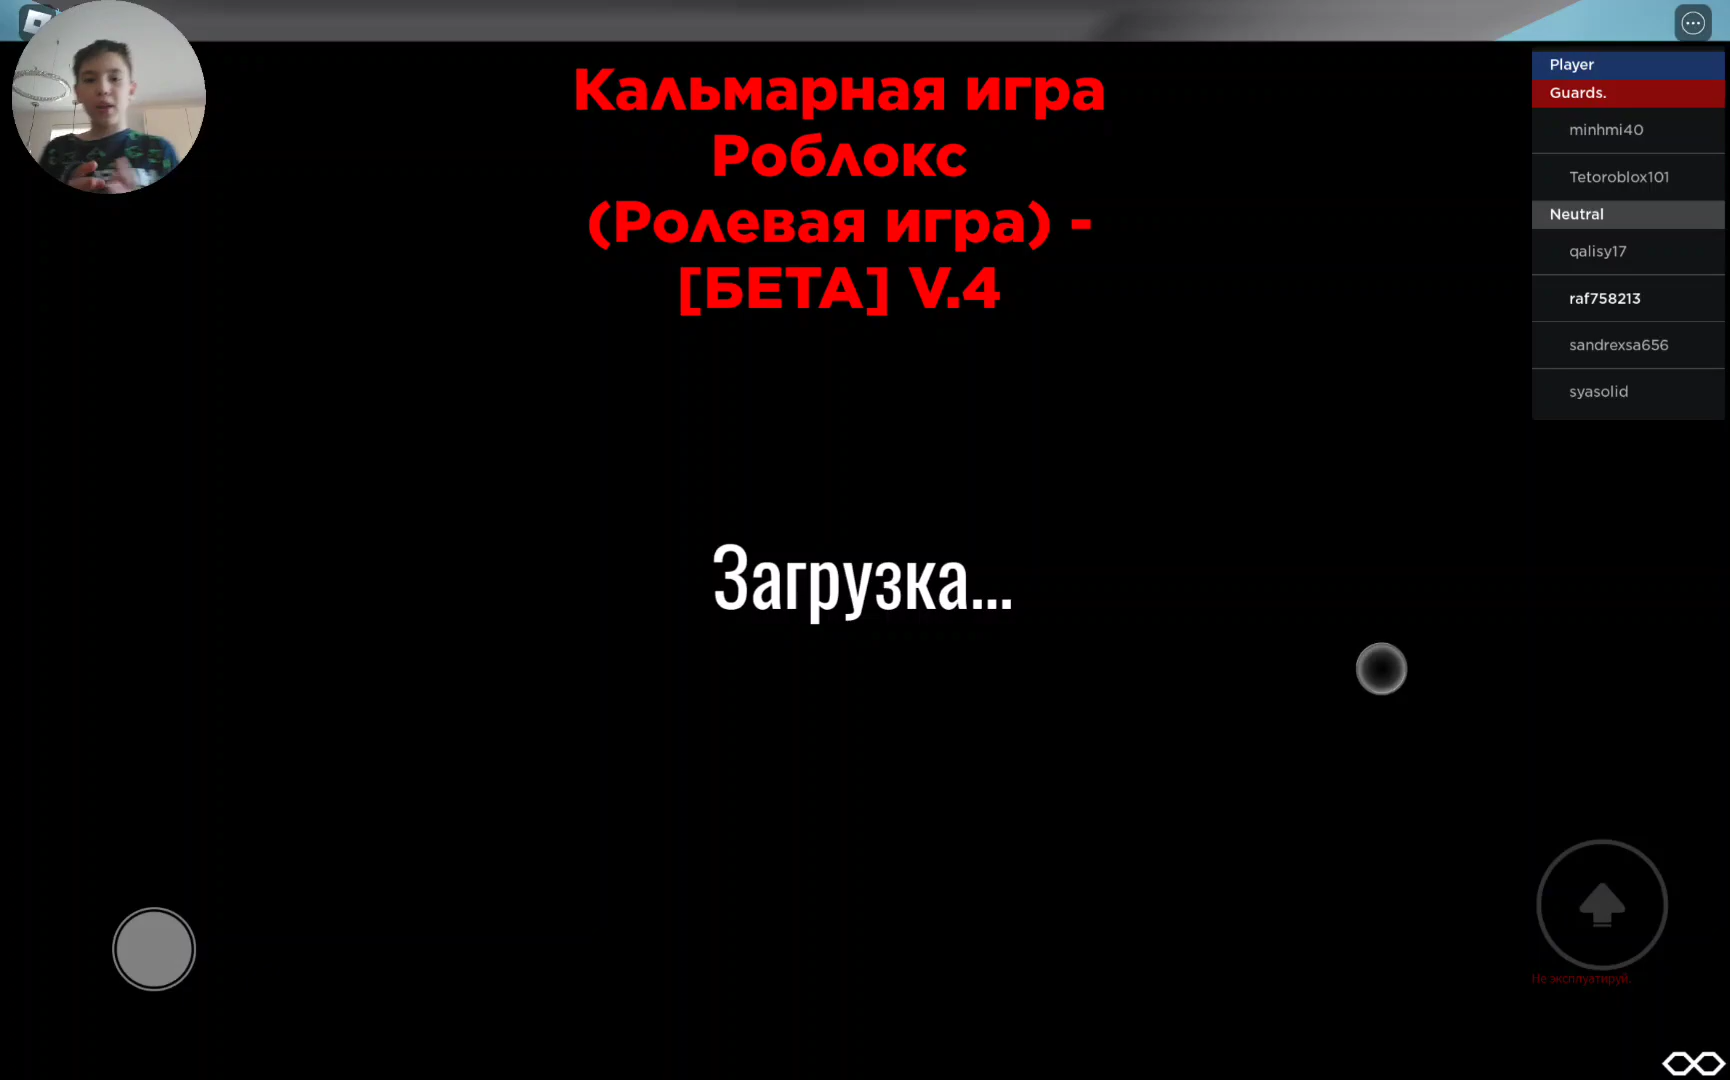 Кальмарная игра
Роблокс
(Ролевая игра) -
[БЕТА] V.4
Player
Guards.
minhmi40
Tetoroblox101
Neutral
qalisy17
raf758213
sandrexsa656
syasolid
Загрузка...
Не эксплуатируй.